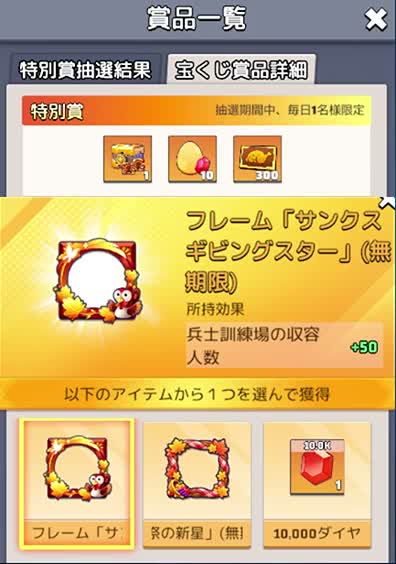 賞品一覧
特別賞抽選結果
宝くじ賞品詳細
特別賞
抽選期間中、毎日1名様限定
1
10
300
フレーム「サンクス
ギビングスター」(無
期限)
所持効果
兵士訓練場の収容
人数
+50
以下のアイテムから1つを選んで獲得
10.0K
1
フレーム「サン
祭の新星」(無期
10,000ダイヤ